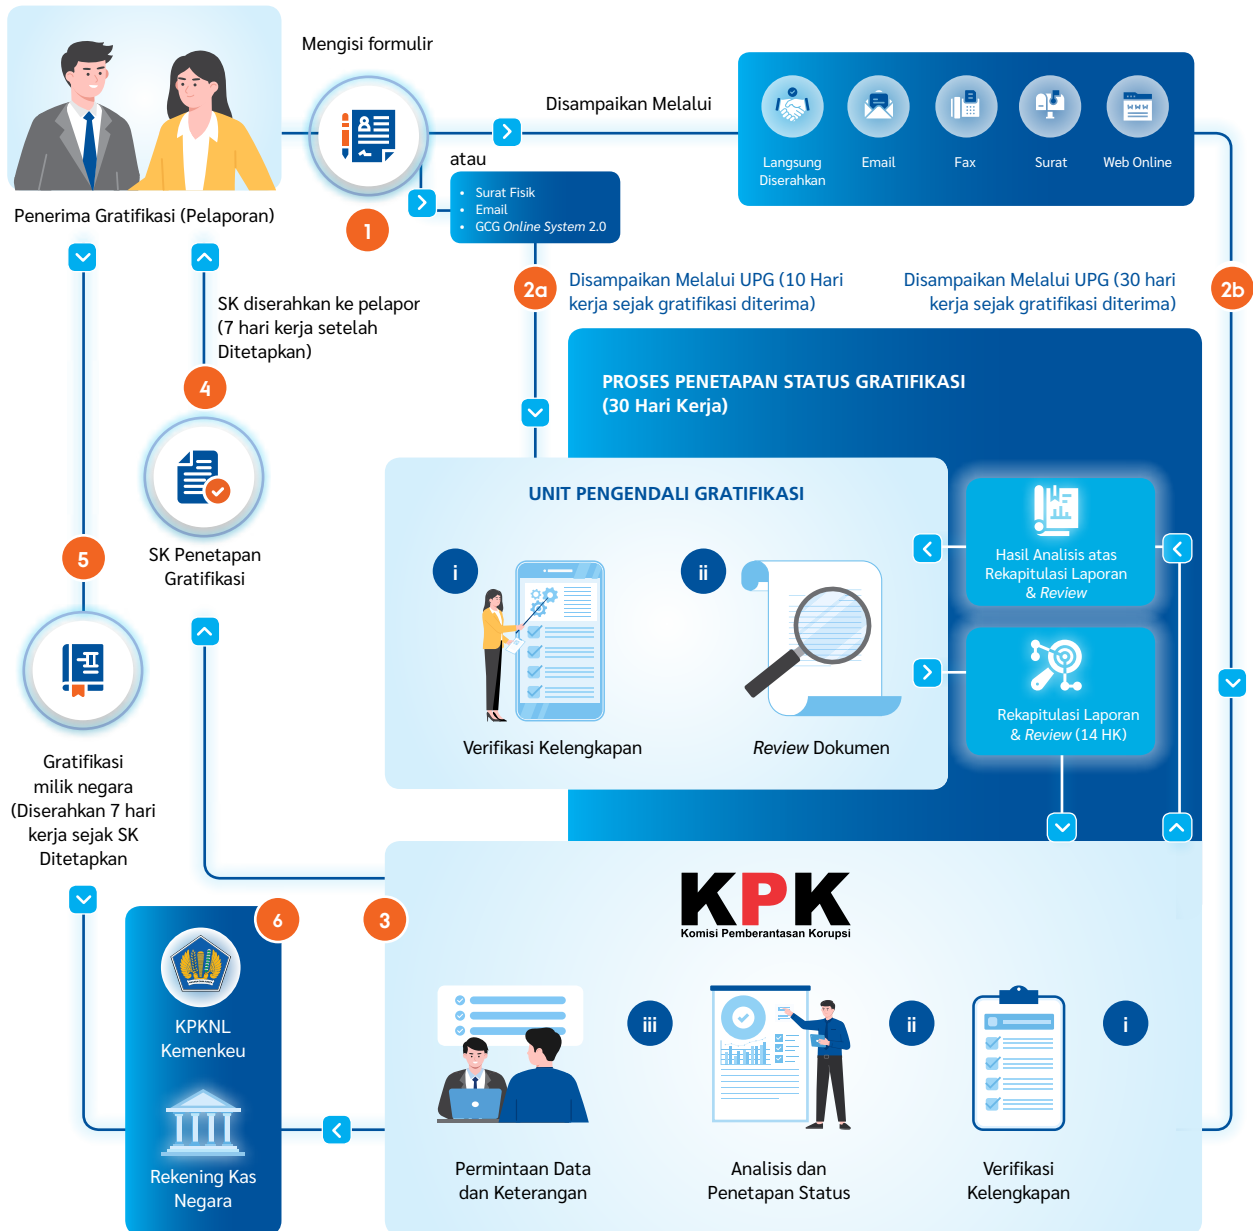 Mengisi formulir
Disampaikan Melalui
Langsung
Diserahkan
Email
Fax
Surat
Web Online
WWW
atau
• Surat Fisik
• Email
• GCG Online System 2.0
Penerima Gratifikasi (Pelaporan)
1
2a
Disampaikan Melalui UPG (10 Hari
kerja sejak gratifikasi diterima)
Disampaikan Melalui UPG (30 hari
kerja sejak gratifikasi diterima)
2b
SK diserahkan ke pelapor
(7 hari kerja setelah
Ditetapkan)
4
SK Penetapan
Gratifikasi
5
Gratifikasi
milik negara
(Diserahkan 7 hari
kerja sejak SK
Ditetapkan
PROSES PENETAPAN STATUS GRATIFIKASI
(30 Hari Kerja)
UNIT PENGENDALI GRATIFIKASI
i
Verifikasi Kelengkapan
ii
Review Dokumen
Hasil Analisis atas
Rekapitulasi Laporan
& Review
Rekapitulasi Laporan
& Review (14 HK)
3
KPK
Komisi Pemberantasan Korupsi
iii
ii
i
Permintaan Data
dan Keterangan
Analisis dan
Penetapan Status
Verifikasi
Kelengkapan
6
KPKNL
Kemenkeu
Rekening Kas
Negara